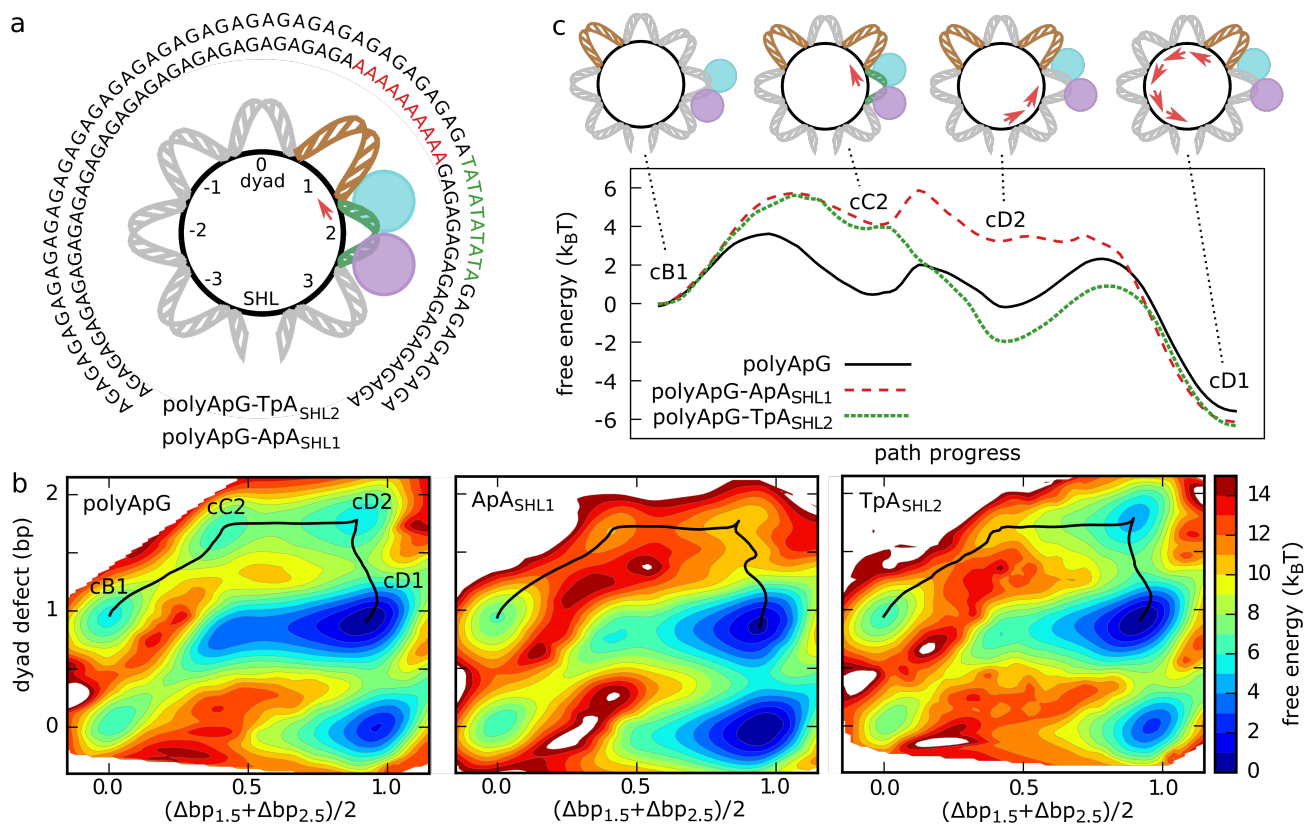 a
0
dyad
-1
1
-2
2
-3
3
SHL
polyApG-TpA_SHL2
polyApG-ApA_SHL1
c
free energy (k_BT)
6
4
2
0
-2
-4
-6
cB1
cC2
cD2
cD1
polyApG
polyApG-ApA_SHL1
polyApG-TpA_SHL2
path progress
b
dyad defect (bp)
2
1
0
polyApG
cC2
cD2
cB1
cD1
0.0 0.5 1.0
(Δbp_1.5+Δbp_2.5)/2
ApA_SHL1
0.0 0.5 1.0
(Δbp_1.5+Δbp_2.5)/2
TpA_SHL2
0.0 0.5 1.0
(Δbp_1.5+Δbp_2.5)/2
14
12
10
8
6
4
2
0
free energy (k_BT)